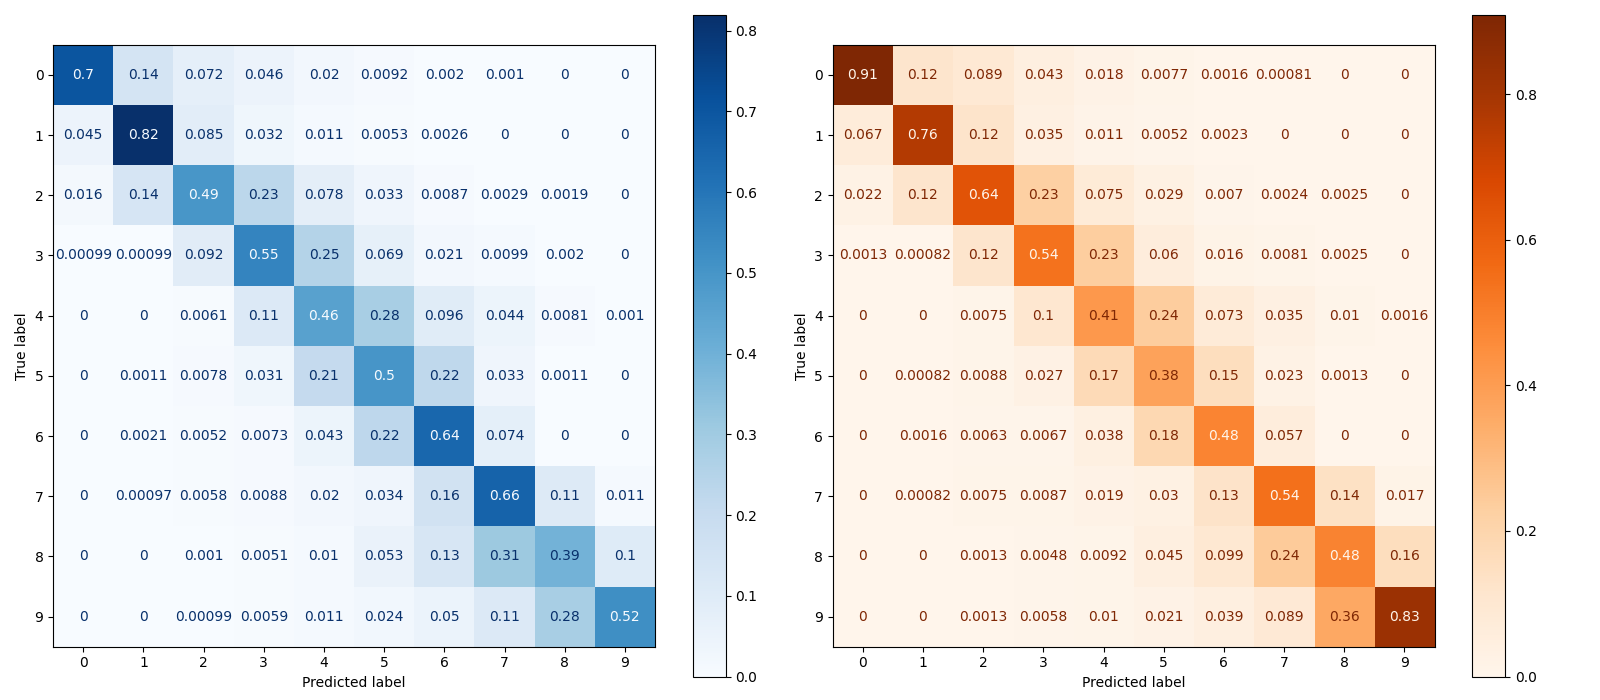 0 0.7 0.14 0.072 0.046 0.02 0.0092 0.002 0.001 0 0
1 0.045 0.82 0.085 0.032 0.011 0.0053 0.0026 0 0 0
2 0.016 0.14 0.49 0.23 0.078 0.033 0.0087 0.0029 0.0019 0
3 0.00099 0.00099 0.092 0.55 0.25 0.069 0.021 0.0099 0.002 0
4 0 0 0.0061 0.11 0.46 0.28 0.096 0.044 0.0081 0.001
5 0 0.0011 0.0078 0.031 0.21 0.5 0.22 0.033 0.0011 0
6 0 0.0021 0.0052 0.0073 0.043 0.22 0.64 0.074 0 0
7 0 0.00097 0.0058 0.0088 0.02 0.034 0.16 0.66 0.11 0.011
8 0 0 0.001 0.0051 0.01 0.053 0.13 0.31 0.39 0.1
9 0 0 0.00099 0.0059 0.011 0.024 0.05 0.11 0.28 0.52
0 1 2 3 4 5 6 7 8 9
Predicted label
True label
0.8
0.7
0.6
0.5
0.4
0.3
0.2
0.1
0.0
0 0.91 0.12 0.089 0.043 0.018 0.0077 0.0016 0.00081 0 0
1 0.067 0.76 0.12 0.035 0.011 0.0052 0.0023 0 0 0
2 0.022 0.12 0.64 0.23 0.075 0.029 0.007 0.0024 0.0025 0
3 0.0013 0.00082 0.12 0.54 0.23 0.06 0.016 0.0081 0.0025 0
4 0 0 0.0075 0.1 0.41 0.24 0.073 0.035 0.01 0.0016
5 0 0.00082 0.0088 0.027 0.17 0.38 0.15 0.023 0.0013 0
6 0 0.0016 0.0063 0.0067 0.038 0.18 0.48 0.057 0 0
7 0 0.00082 0.0075 0.0087 0.019 0.03 0.13 0.54 0.14 0.017
8 0 0 0.0013 0.0048 0.0092 0.045 0.099 0.24 0.48 0.16
9 0 0 0.0013 0.0058 0.01 0.021 0.039 0.089 0.36 0.83
0 1 2 3 4 5 6 7 8 9
Predicted label
True label
0.8
0.6
0.4
0.2
0.0